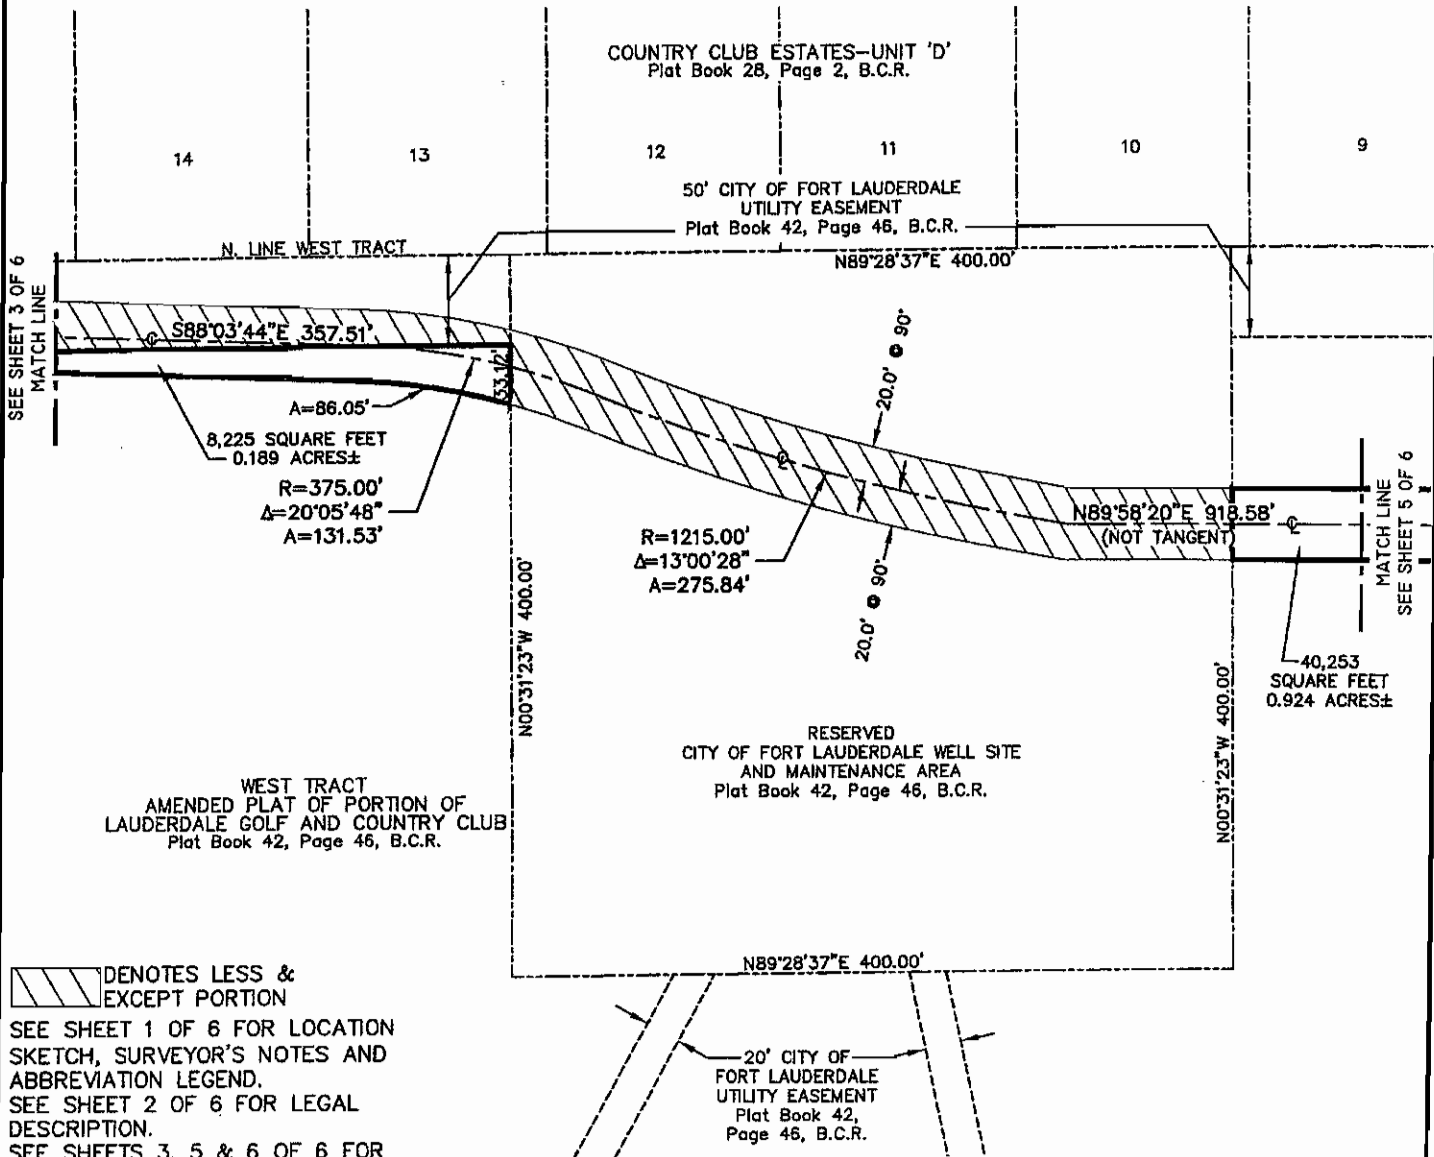 COUNTRY CLUB ESTATES-UNIT 'D'
Plat Book 28, Page 2, B.C.R.
14
13
12
11
10
9
50' CITY OF FORT LAUDERDALE
UTILITY EASEMENT
Plat Book 42, Page 46, B.C.R.
N. LINE WEST TRACT
N89°28'37"E 400.00'
SEE SHEET 3 OF 6
MATCH LINE
S88°03'44"E 357.51'
33.12'
A=86.05'
8,225 SQUARE FEET
0.189 ACRES±
R=375.00'
Δ=20°05'48"
A=131.53'
20.0' @ 90°
R=1215.00'
Δ=13°00'28"
A=275.84'
20.0' @ 90°
N89°58'20"E 918.58'
(NOT TANGENT)
MATCH LINE
SEE SHEET 5 OF 6
40,253
SQUARE FEET
0.924 ACRES±
N00°31'23"W 400.00'
N00°31'23"W 400.00'
RESERVED
CITY OF FORT LAUDERDALE WELL SITE
AND MAINTENANCE AREA
Plat Book 42, Page 46, B.C.R.
WEST TRACT
AMENDED PLAT OF PORTION OF
LAUDERDALE GOLF AND COUNTRY CLUB
Plat Book 42, Page 46, B.C.R.
N89°28'37"E 400.00'
DENOTES LESS &
EXCEPT PORTION
SEE SHEET 1 OF 6 FOR LOCATION
SKETCH, SURVEYOR'S NOTES AND
ABBREVIATION LEGEND.
SEE SHEET 2 OF 6 FOR LEGAL
DESCRIPTION.
SEE SHEETS 3, 5 & 6 OF 6 FOR
20' CITY OF
FORT LAUDERDALE
UTILITY EASEMENT
Plat Book 42,
Page 46, B.C.R.